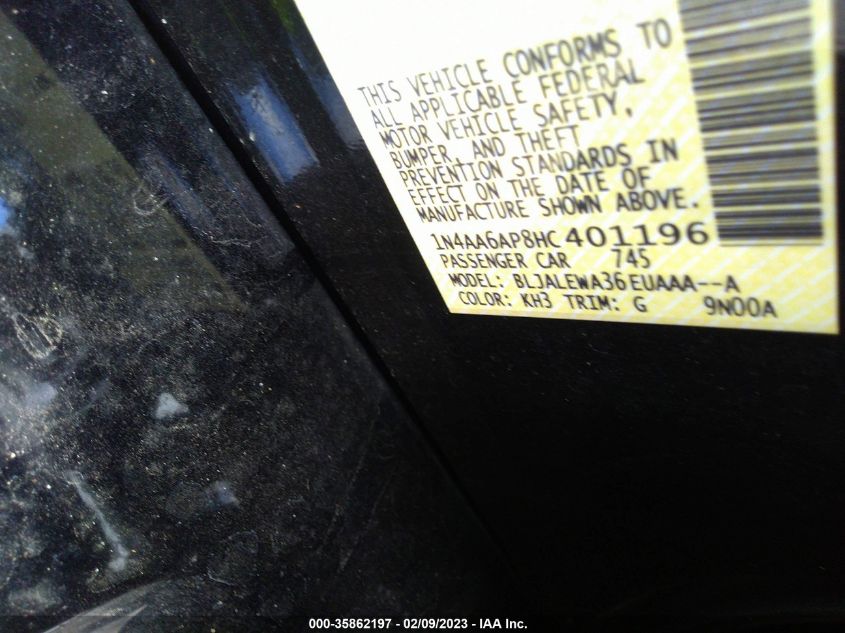 THIS VEHICLE CONFORMS TO
ALL APPLICABLE FEDERAL
MOTOR VEHICLE SAFETY,
BUMPER, AND THEFT
PREVENTION STANDARDS IN
EFFECT ON THE DATE OF
MANUFACTURE SHOWN ABOVE.
1N4AA6AP8HC401196
PASSENGER CAR 745
MODEL: BLJALEWA36EUAAA--A
COLOR: KH3 TRIM: G 9N00A
000-35862197 - 02/09/2023 - IAA Inc.